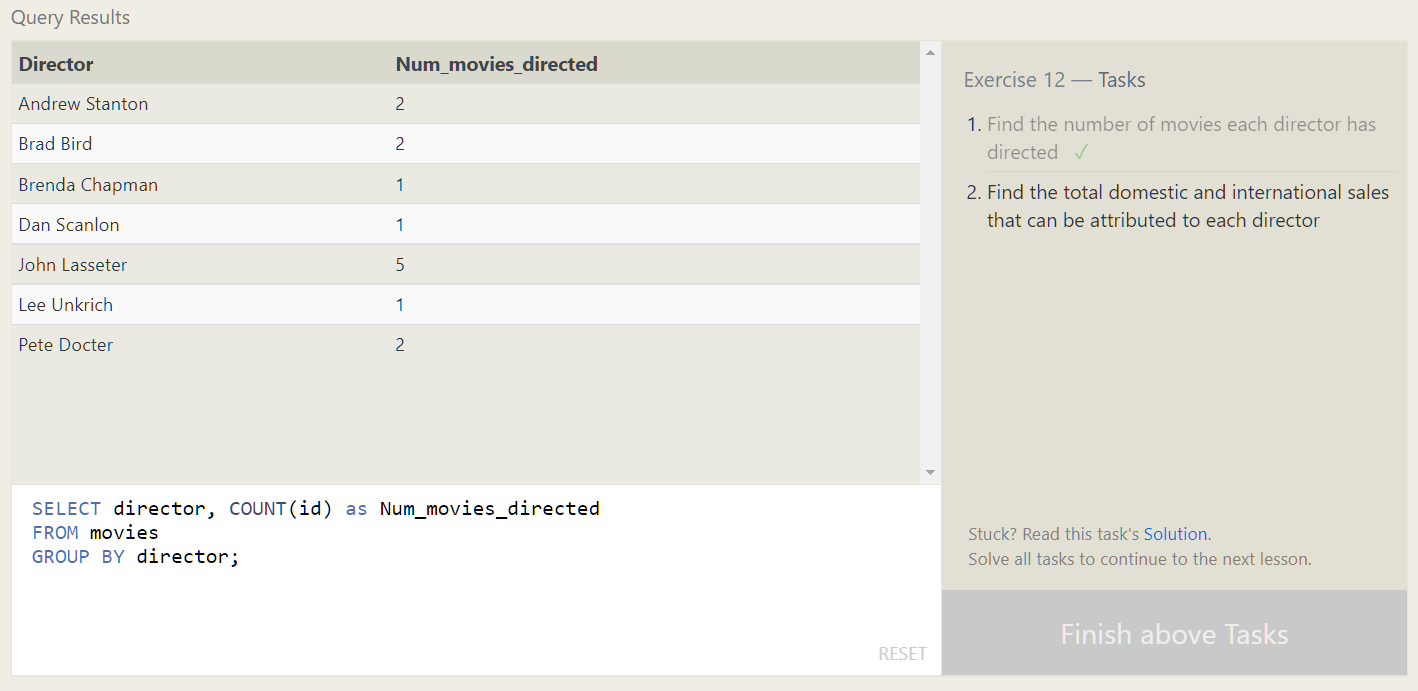 Query Results
Director Num_movies_directed
Andrew Stanton 2
Brad Bird 2
Brenda Chapman 1
Dan Scanlon 1
John Lasseter 5
Lee Unkrich 1
Pete Docter 2
SELECT director, COUNT(id) as Num_movies_directed
FROM movies
GROUP BY director;
RESET
Exercise 12 — Tasks
1. Find the number of movies each director has
directed ✓
2. Find the total domestic and international sales
that can be attributed to each director
Stuck? Read this task's Solution.
Solve all tasks to continue to the next lesson.
Finish above Tasks